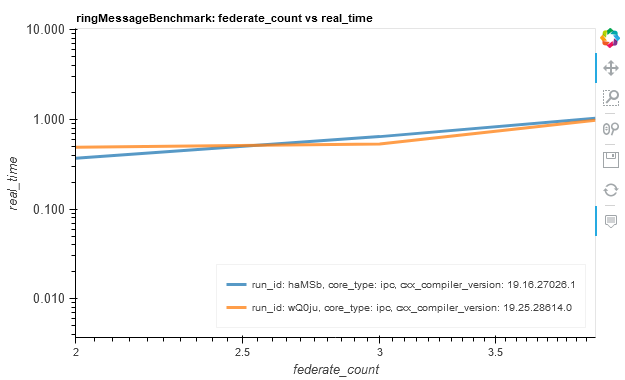 ringMessageBenchmark: federate_count vs real_time
10.000
1.000
0.100
0.010
real_time
run_id: haMSb, core_type: ipc, cxx_compiler_version: 19.16.27026.1
run_id: wQ0ju, core_type: ipc, cxx_compiler_version: 19.25.28614.0
2
2.5
3
3.5
federate_count